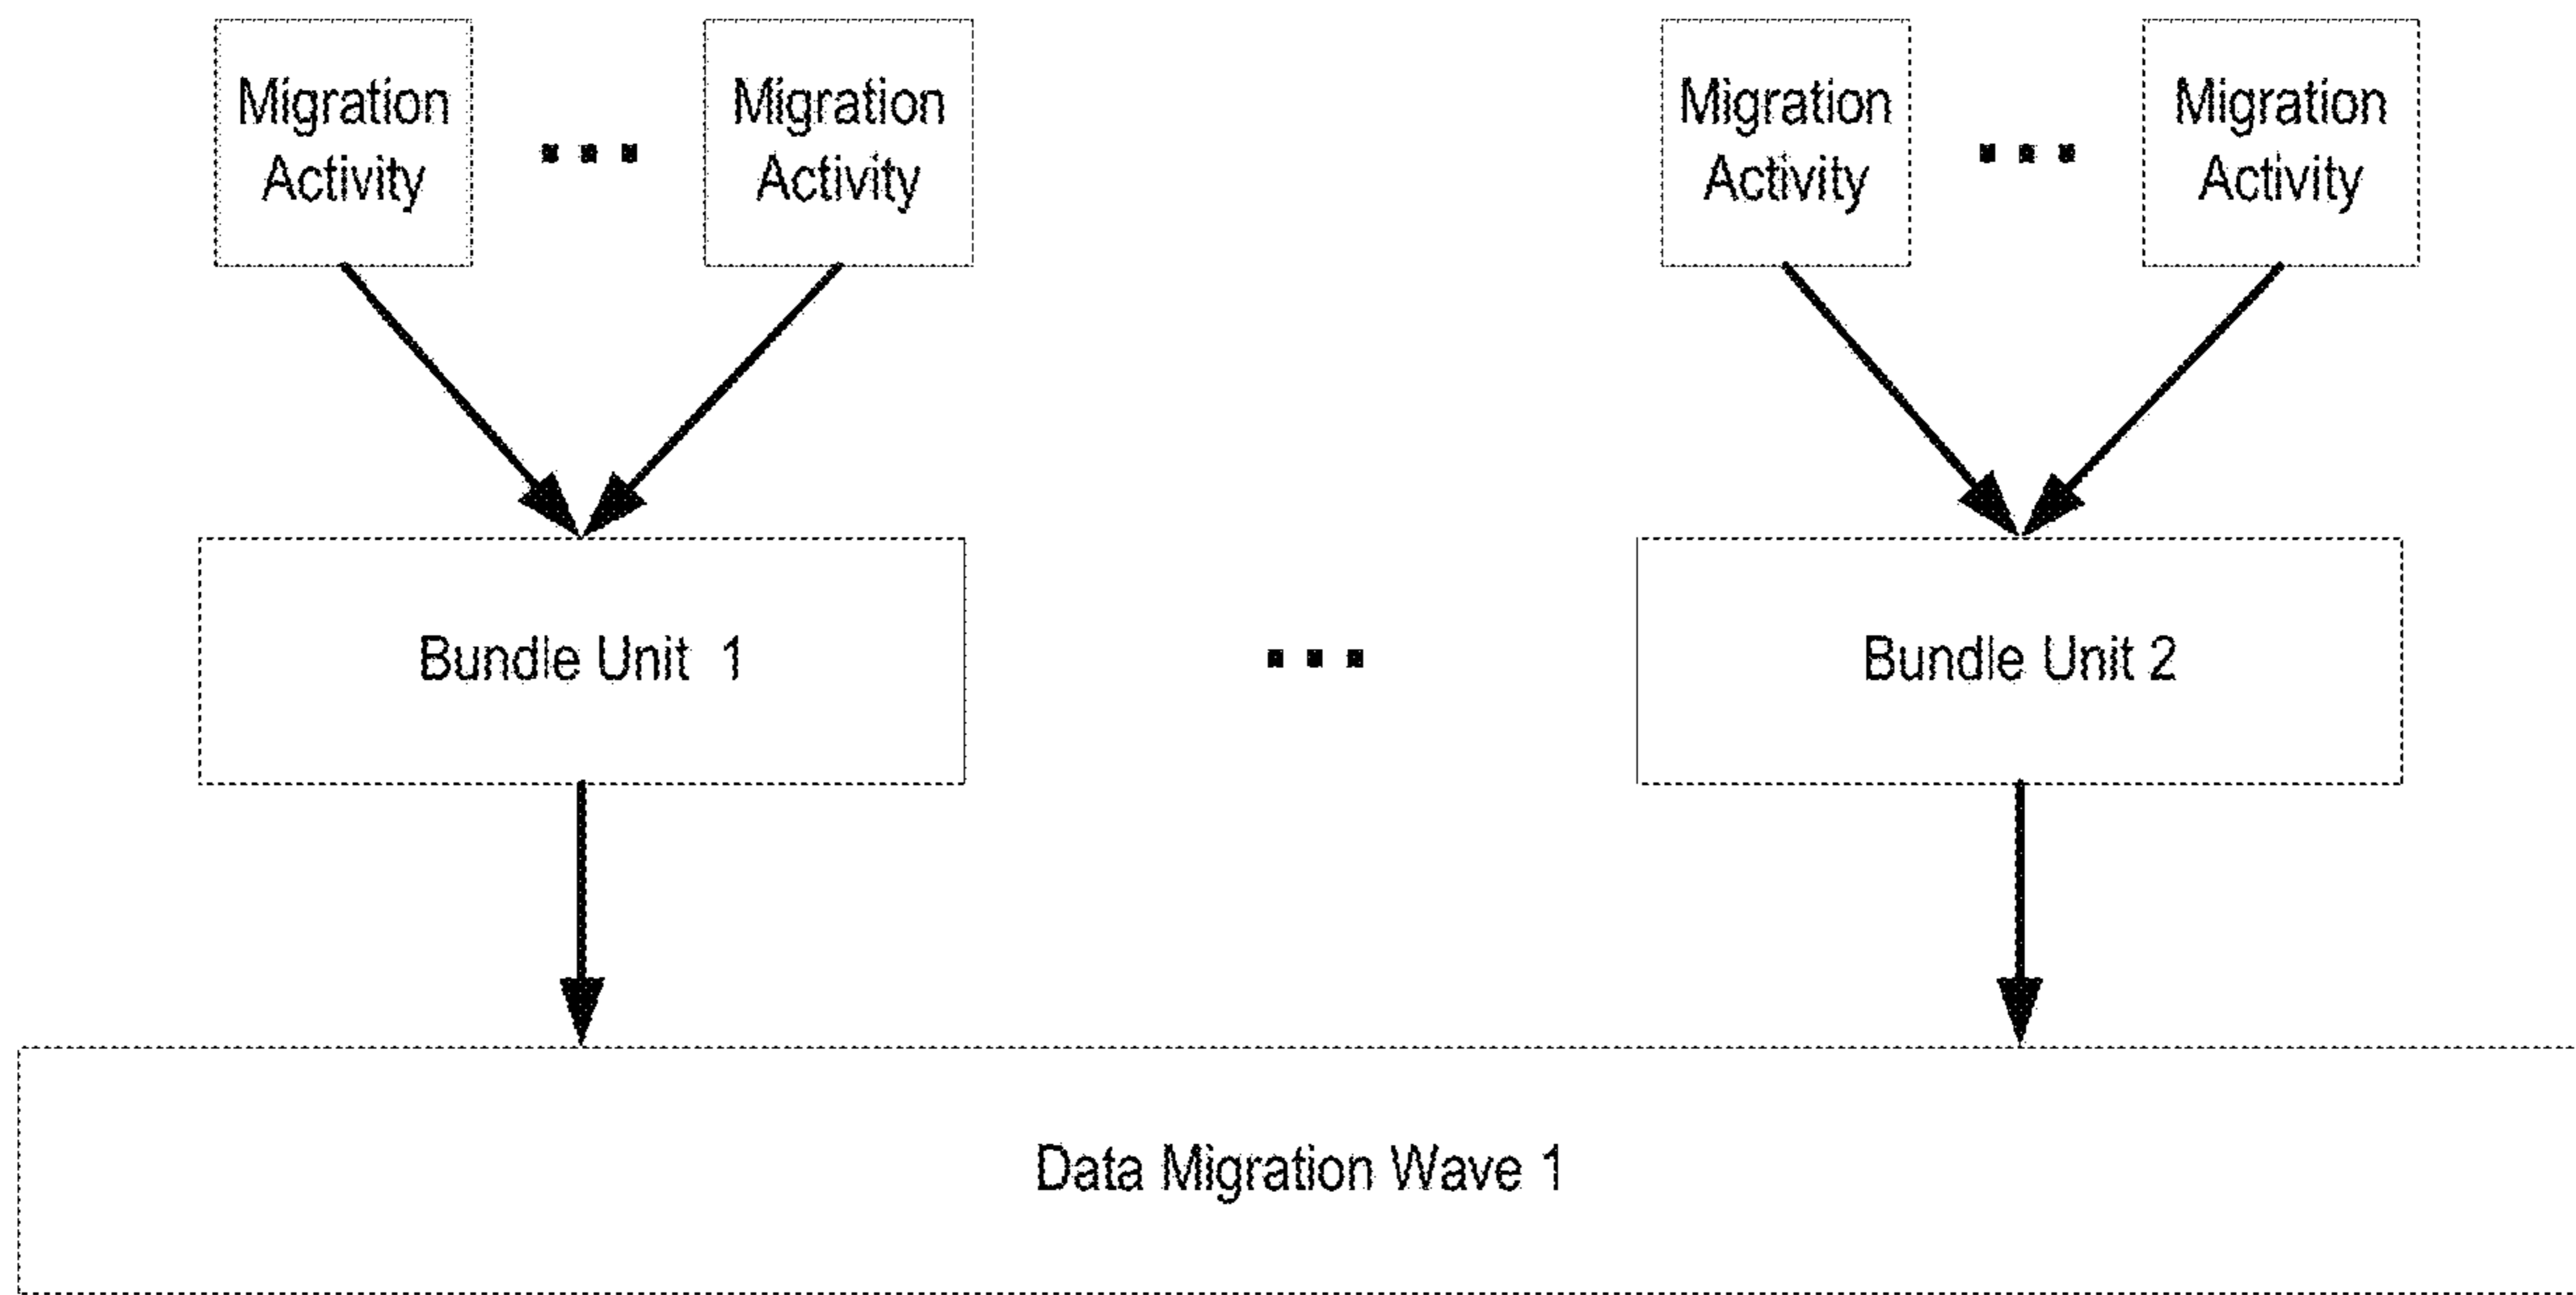 Migration
Activity
...
Migration
Activity
Migration
Activity
...
Migration
Activity
Bundle Unit 1
...
Bundle Unit 2
Data Migration Wave 1